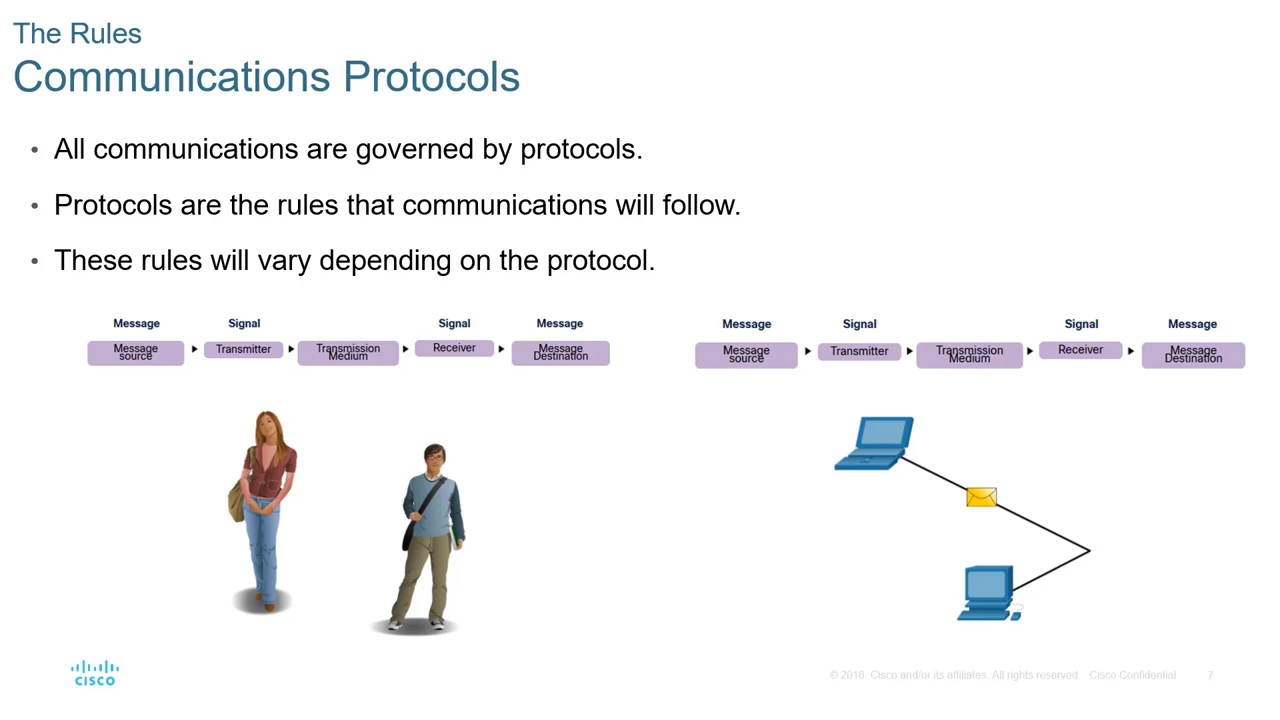 The Rules
Communications Protocols
• All communications are governed by protocols.
• Protocols are the rules that communications will follow.
• These rules will vary depending on the protocol.
Message Signal Signal Message
Message source Transmitter Transmission Medium Receiver Message Destination
Message Signal Signal Message
Message source Transmitter Transmission Medium Receiver Message Destination
CISCO
© 2016 Cisco and/or its affiliates. All rights reserved. Cisco Confidential 7